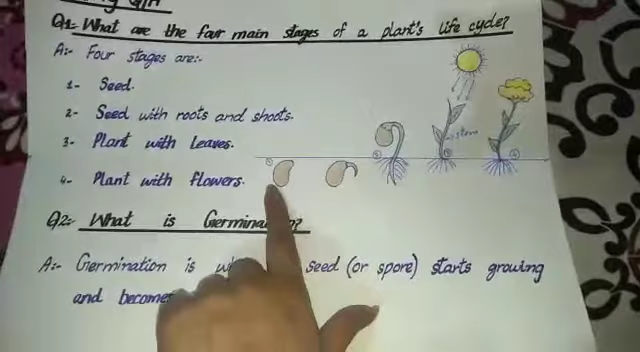 Q1:- What are the four main stages of a plant's life cycle?
A:- Four stages are:-
1- Seed.
2- Seed with roots and shoots.
3- Plant with Leaves.
4- Plant with flowers.
Q2:- What is
A:- Germination is seed (or spore) starts growing
and